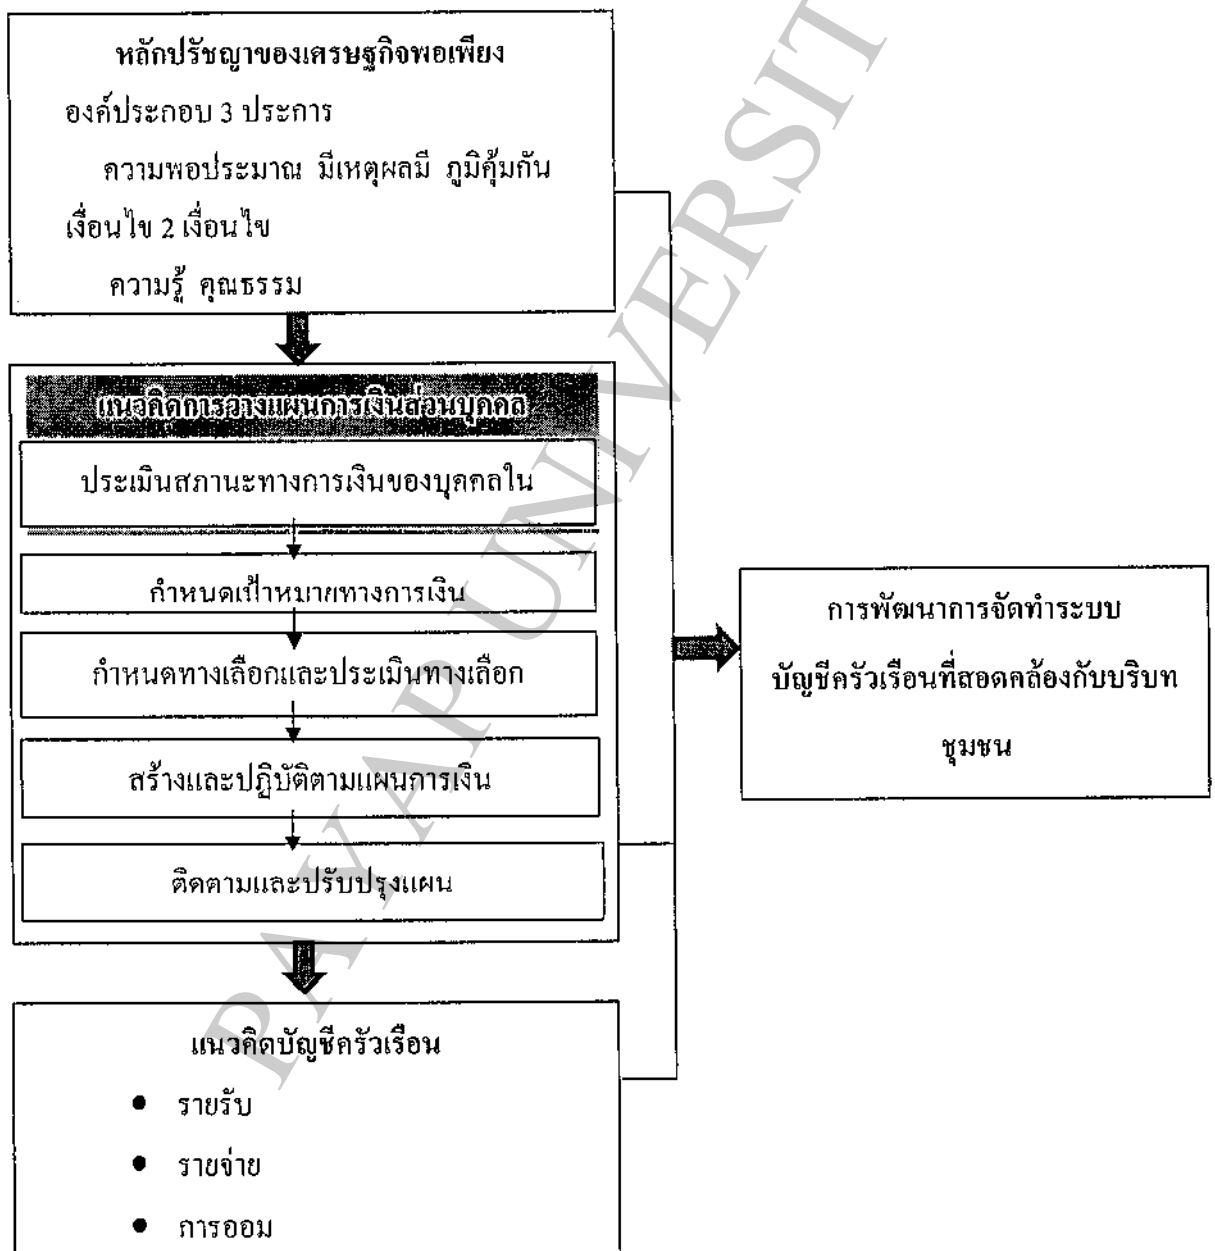 หลักปรัชญาของเศรษฐกิจพอเพียง
องค์ประกอบ 3 ประการ
ความพอประมาณ มีเหตุผลมี ภูมิคุ้มกัน
เงื่อนไข 2 เงื่อนไข
ความรู้ คุณธรรม
แนวคิดการวางแผนการเงินส่วนบุคคล
ประเมินสภานะทางการเงินของบุคคลใน
กำหนดเป้าหมายทางการเงิน
กำหนดทางเลือกและประเมินทางเลือก
สร้างและปฏิบัติตามแผนการเงิน
ติดตามและปรับปรุงแผน
แนวคิดบัญชีครัวเรือน
• รายรับ
• รายจ่าย
• การออม
การพัฒนาการจัดทำระบบ
บัญชีครัวเรือนที่สอดคล้องกับบริบท
ชุมชน
PAYAP UNIVERSIT